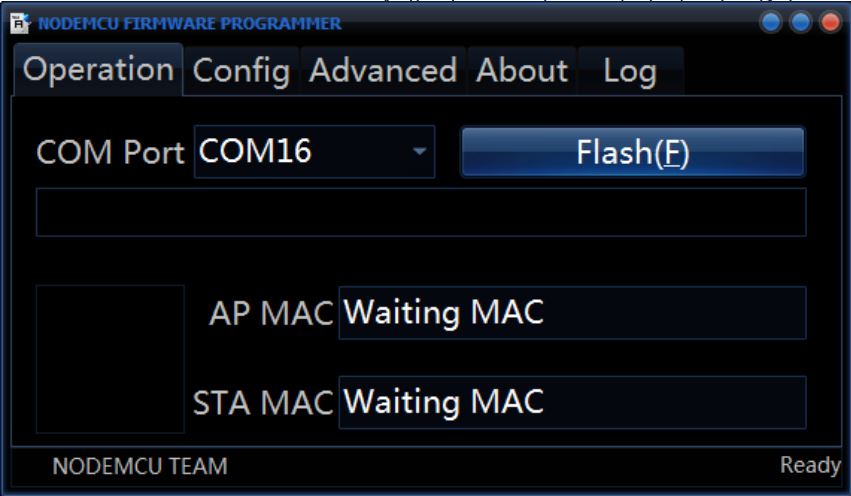 NODEMCU FIRMWARE PROGRAMMER
Operation Config Advanced About Log
COM Port COM16 Flash(F)
AP MAC Waiting MAC
STA MAC Waiting MAC
NODEMCU TEAM Ready